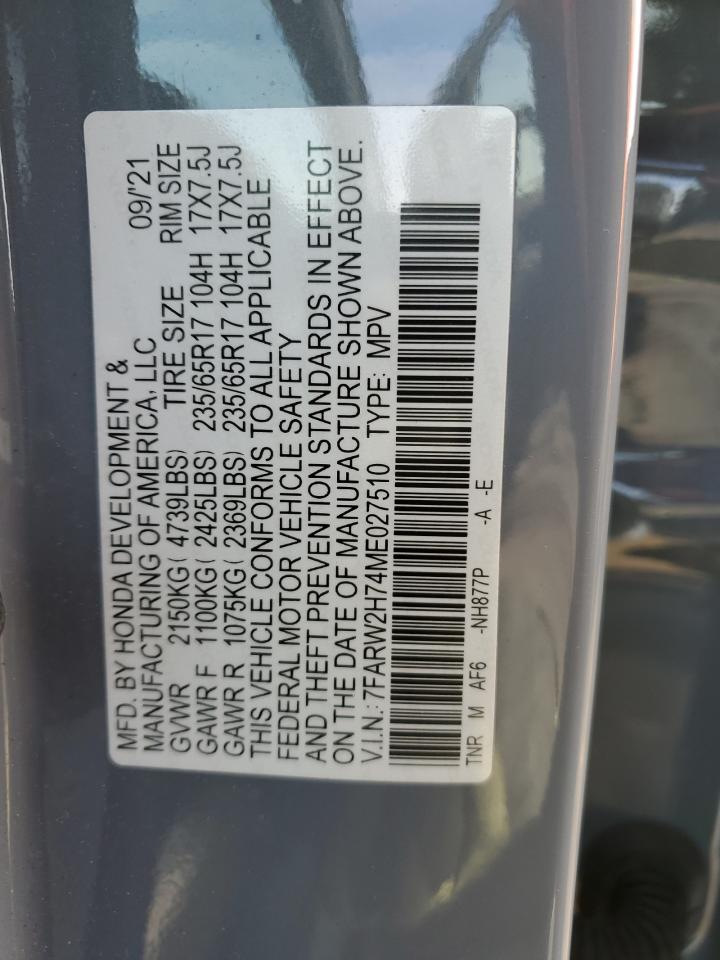 MFD. BY HONDA DEVELOPMENT & 09/'21
MANUFACTURING OF AMERICA, LLC
GVWR 2150KG( 4739LBS) TIRE SIZE RIM SIZE
GAWR F 1100KG( 2425LBS) 235/65R17 104H 17X7.5J
GAWR R 1075KG( 2369LBS) 235/65R17 104H 17X7.5J
THIS VEHICLE CONFORMS TO ALL APPLICABLE
FEDERAL MOTOR VEHICLE SAFETY
AND THEFT PREVENTION STANDARDS IN EFFECT
ON THE DATE OF MANUFACTURE SHOWN ABOVE.
V.I.N.: 7FARW2H74ME027510 TYPE: MPV
TNR M AF6 -NH877P -A -E